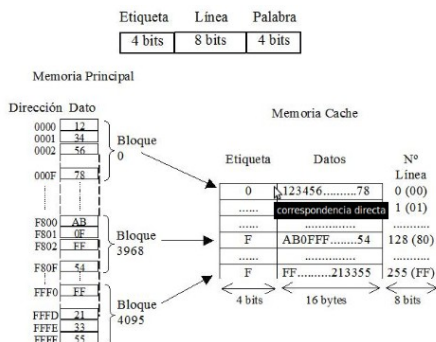 Etiqueta Línea Palabra
4 bits 8 bits 4 bits
Memoria Principal
Dirección Dato
0000 12
0001 34
0002 56
000F 78
Bloque
0
F800 AB
F801 0F
F802 FF
F80F 54
Bloque
3968
FFF0 FF
FFFD 21
FFFE 33
FFFF 55
Bloque
4095
Memoria Cache
Etiqueta Datos Nº
Línea
0 123456..........78 0 (00)
...... correspondencia directa 1 (01)
...... ............... ......
F AB0FFF.......54 128 (80)
...... ............... ......
F FF...........213355 255 (FF)
4 bits 16 bytes 8 bits